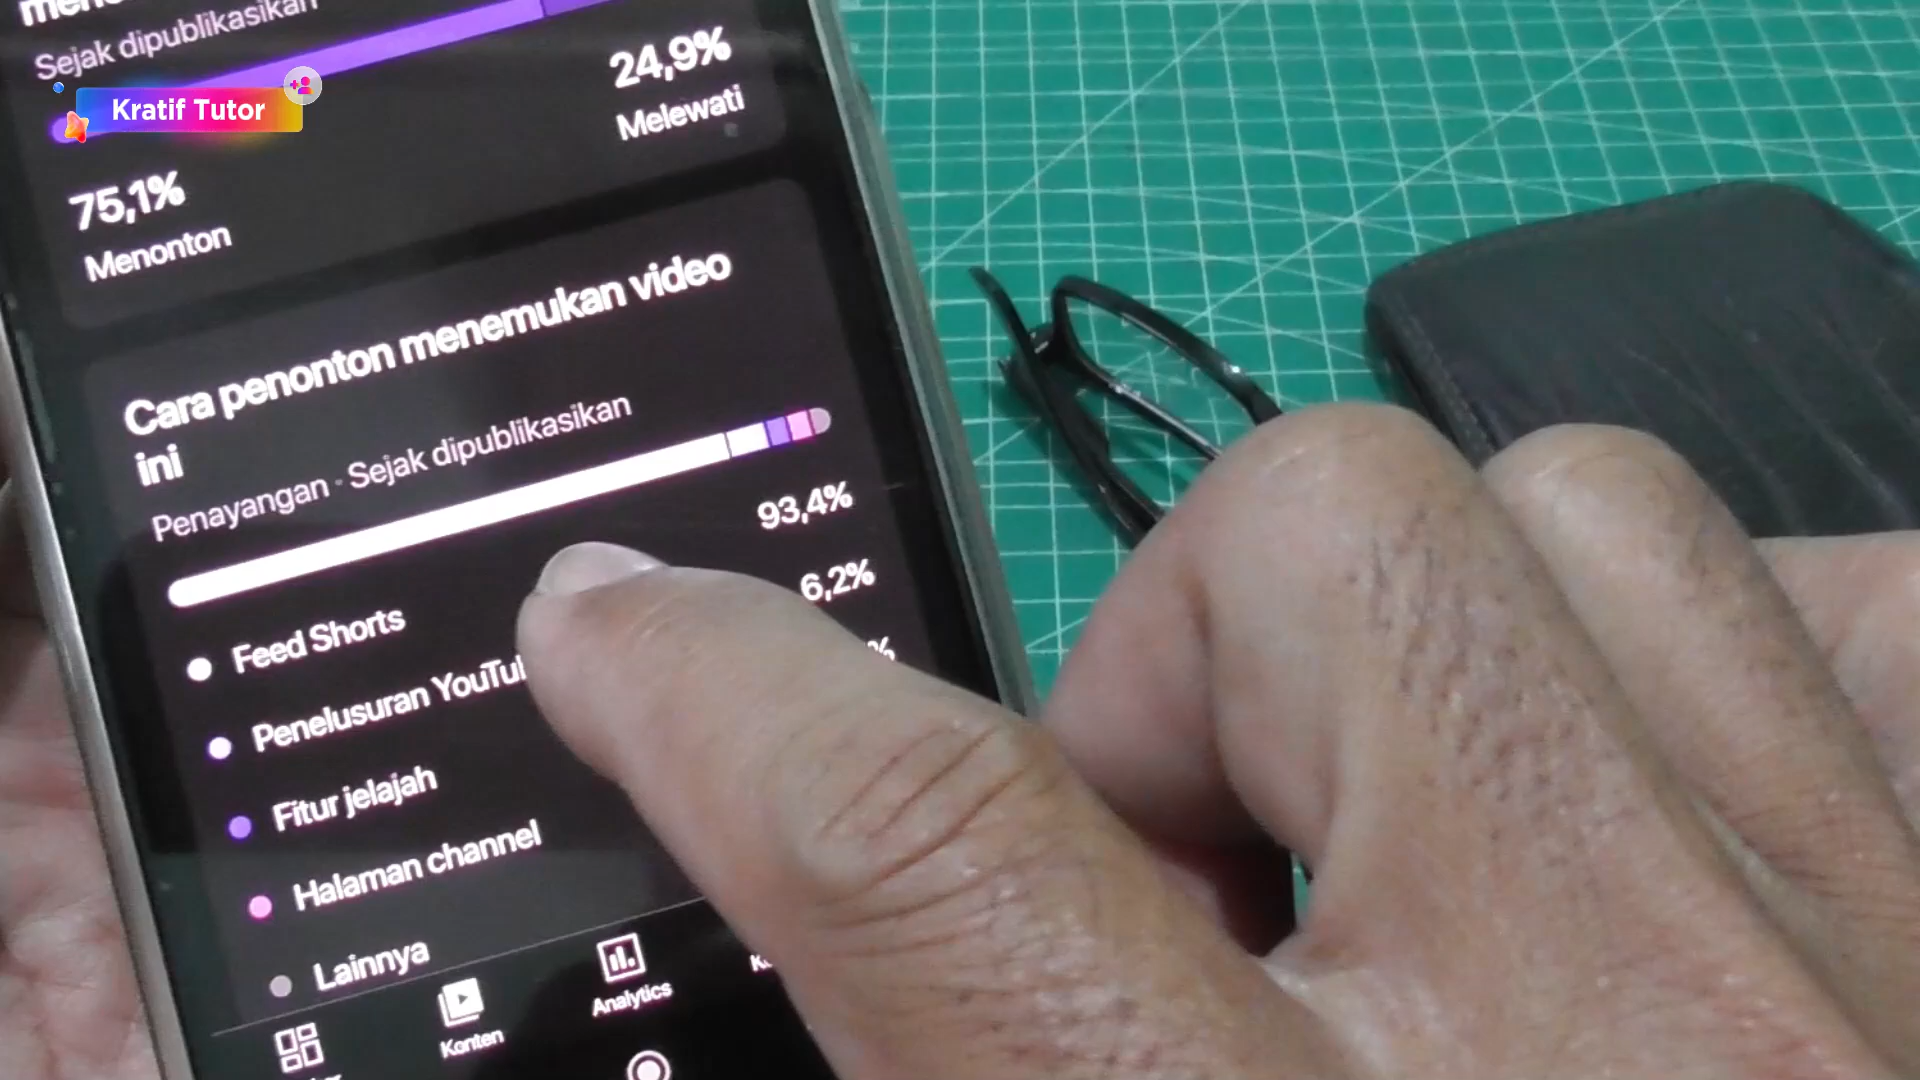 Sejak dipublikasikan
Kratif Tutor
24,9%
Melewati
75,1%
Menonton
Cara penonton menemukan video
ini
Penayangan · Sejak dipublikasikan
Feed Shorts 93,4%
Penelusuran 6,2%
Fitur jelajah
Halaman channel
Lainnya
Konten
Analytics